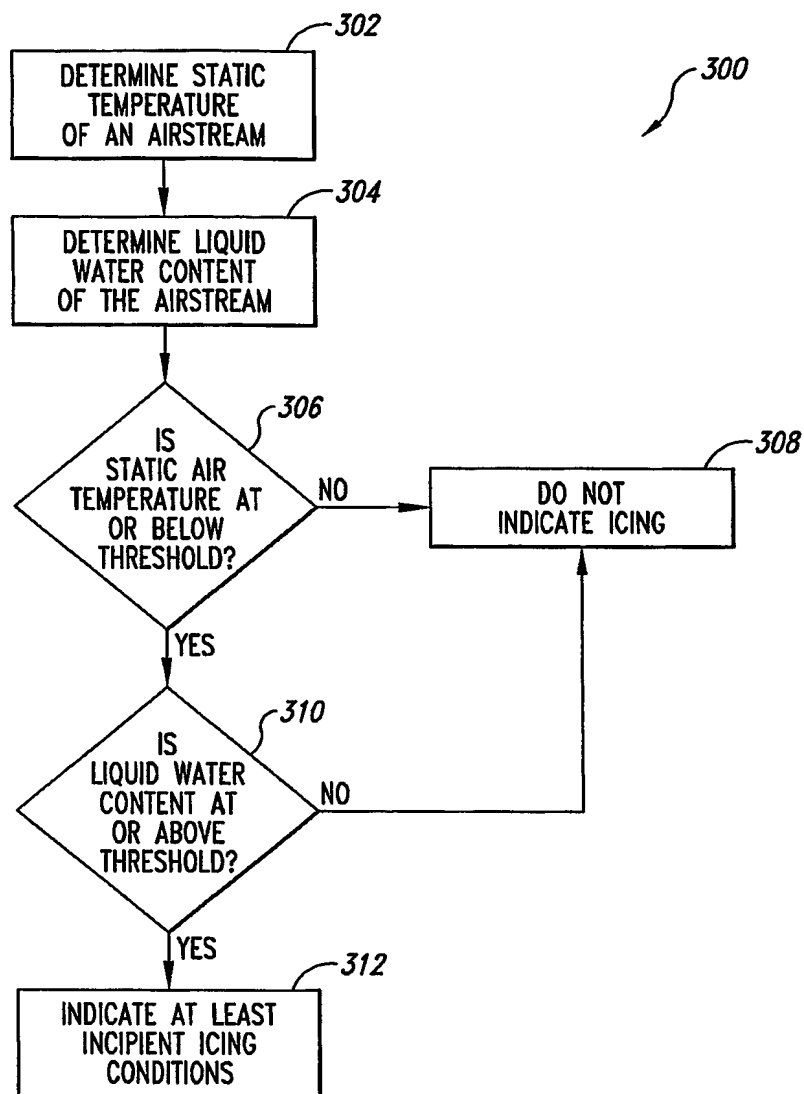 302
DETERMINE STATIC
TEMPERATURE
OF AN AIRSTREAM
300
304
DETERMINE LIQUID
WATER CONTENT
OF THE AIRSTREAM
306
IS
STATIC AIR
TEMPERATURE AT
OR BELOW
THRESHOLD?
NO
308
DO NOT
INDICATE ICING
YES
310
IS
LIQUID WATER
CONTENT AT
OR ABOVE
THRESHOLD?
NO
YES
312
INDICATE AT LEAST
INCIPIENT ICING
CONDITIONS